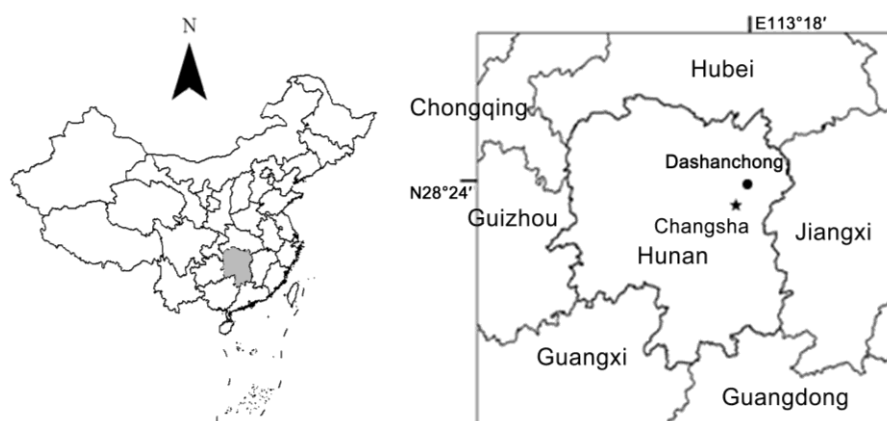 N
E113°18′
Hubei
Chongqing
Dashanchong
N28°24′
Guizhou
Changsha
Jiangxi
Hunan
Guangxi
Guangdong